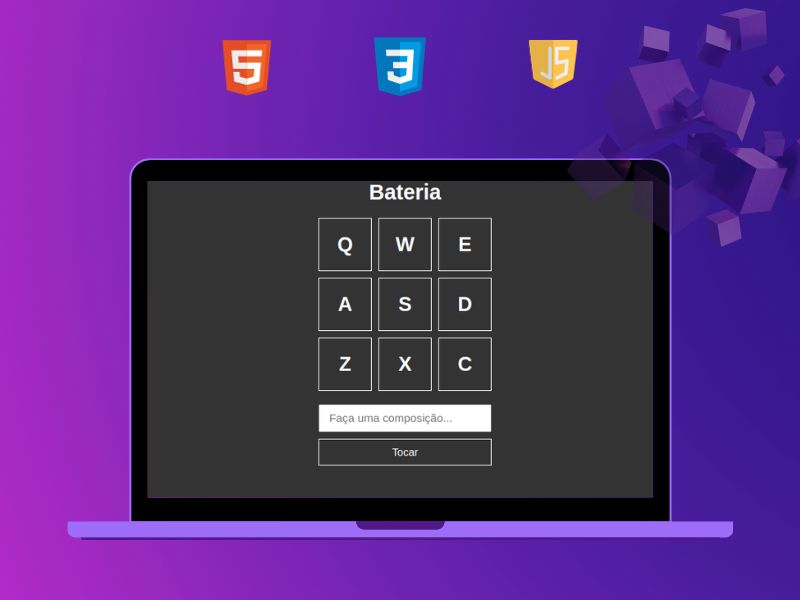 5 3 JS
Bateria
Q W E
A S D
Z X C
Faça uma composição...
Tocar